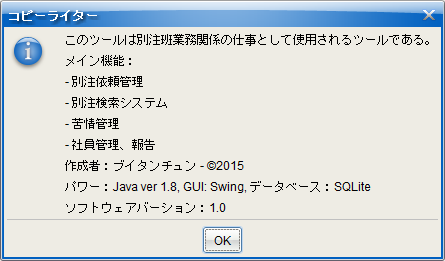 コピーライター
このツールは別注班業務関係の仕事として使用されるツールである。
メイン機能：
-別注依頼管理
-別注検索システム
-苦情管理
-社員管理、報告
作成者：ブイタンチュン - ©2015
パワー：Java ver 1.8, GUI: Swing, データベース：SQLite
ソフトウェアバーション：1.0
OK